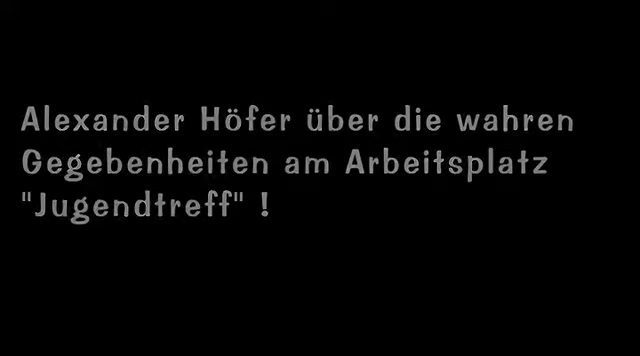 Alexander Höfer über die wahren
Gegebenheiten am Arbeitsplatz
"Jugendtreff" !